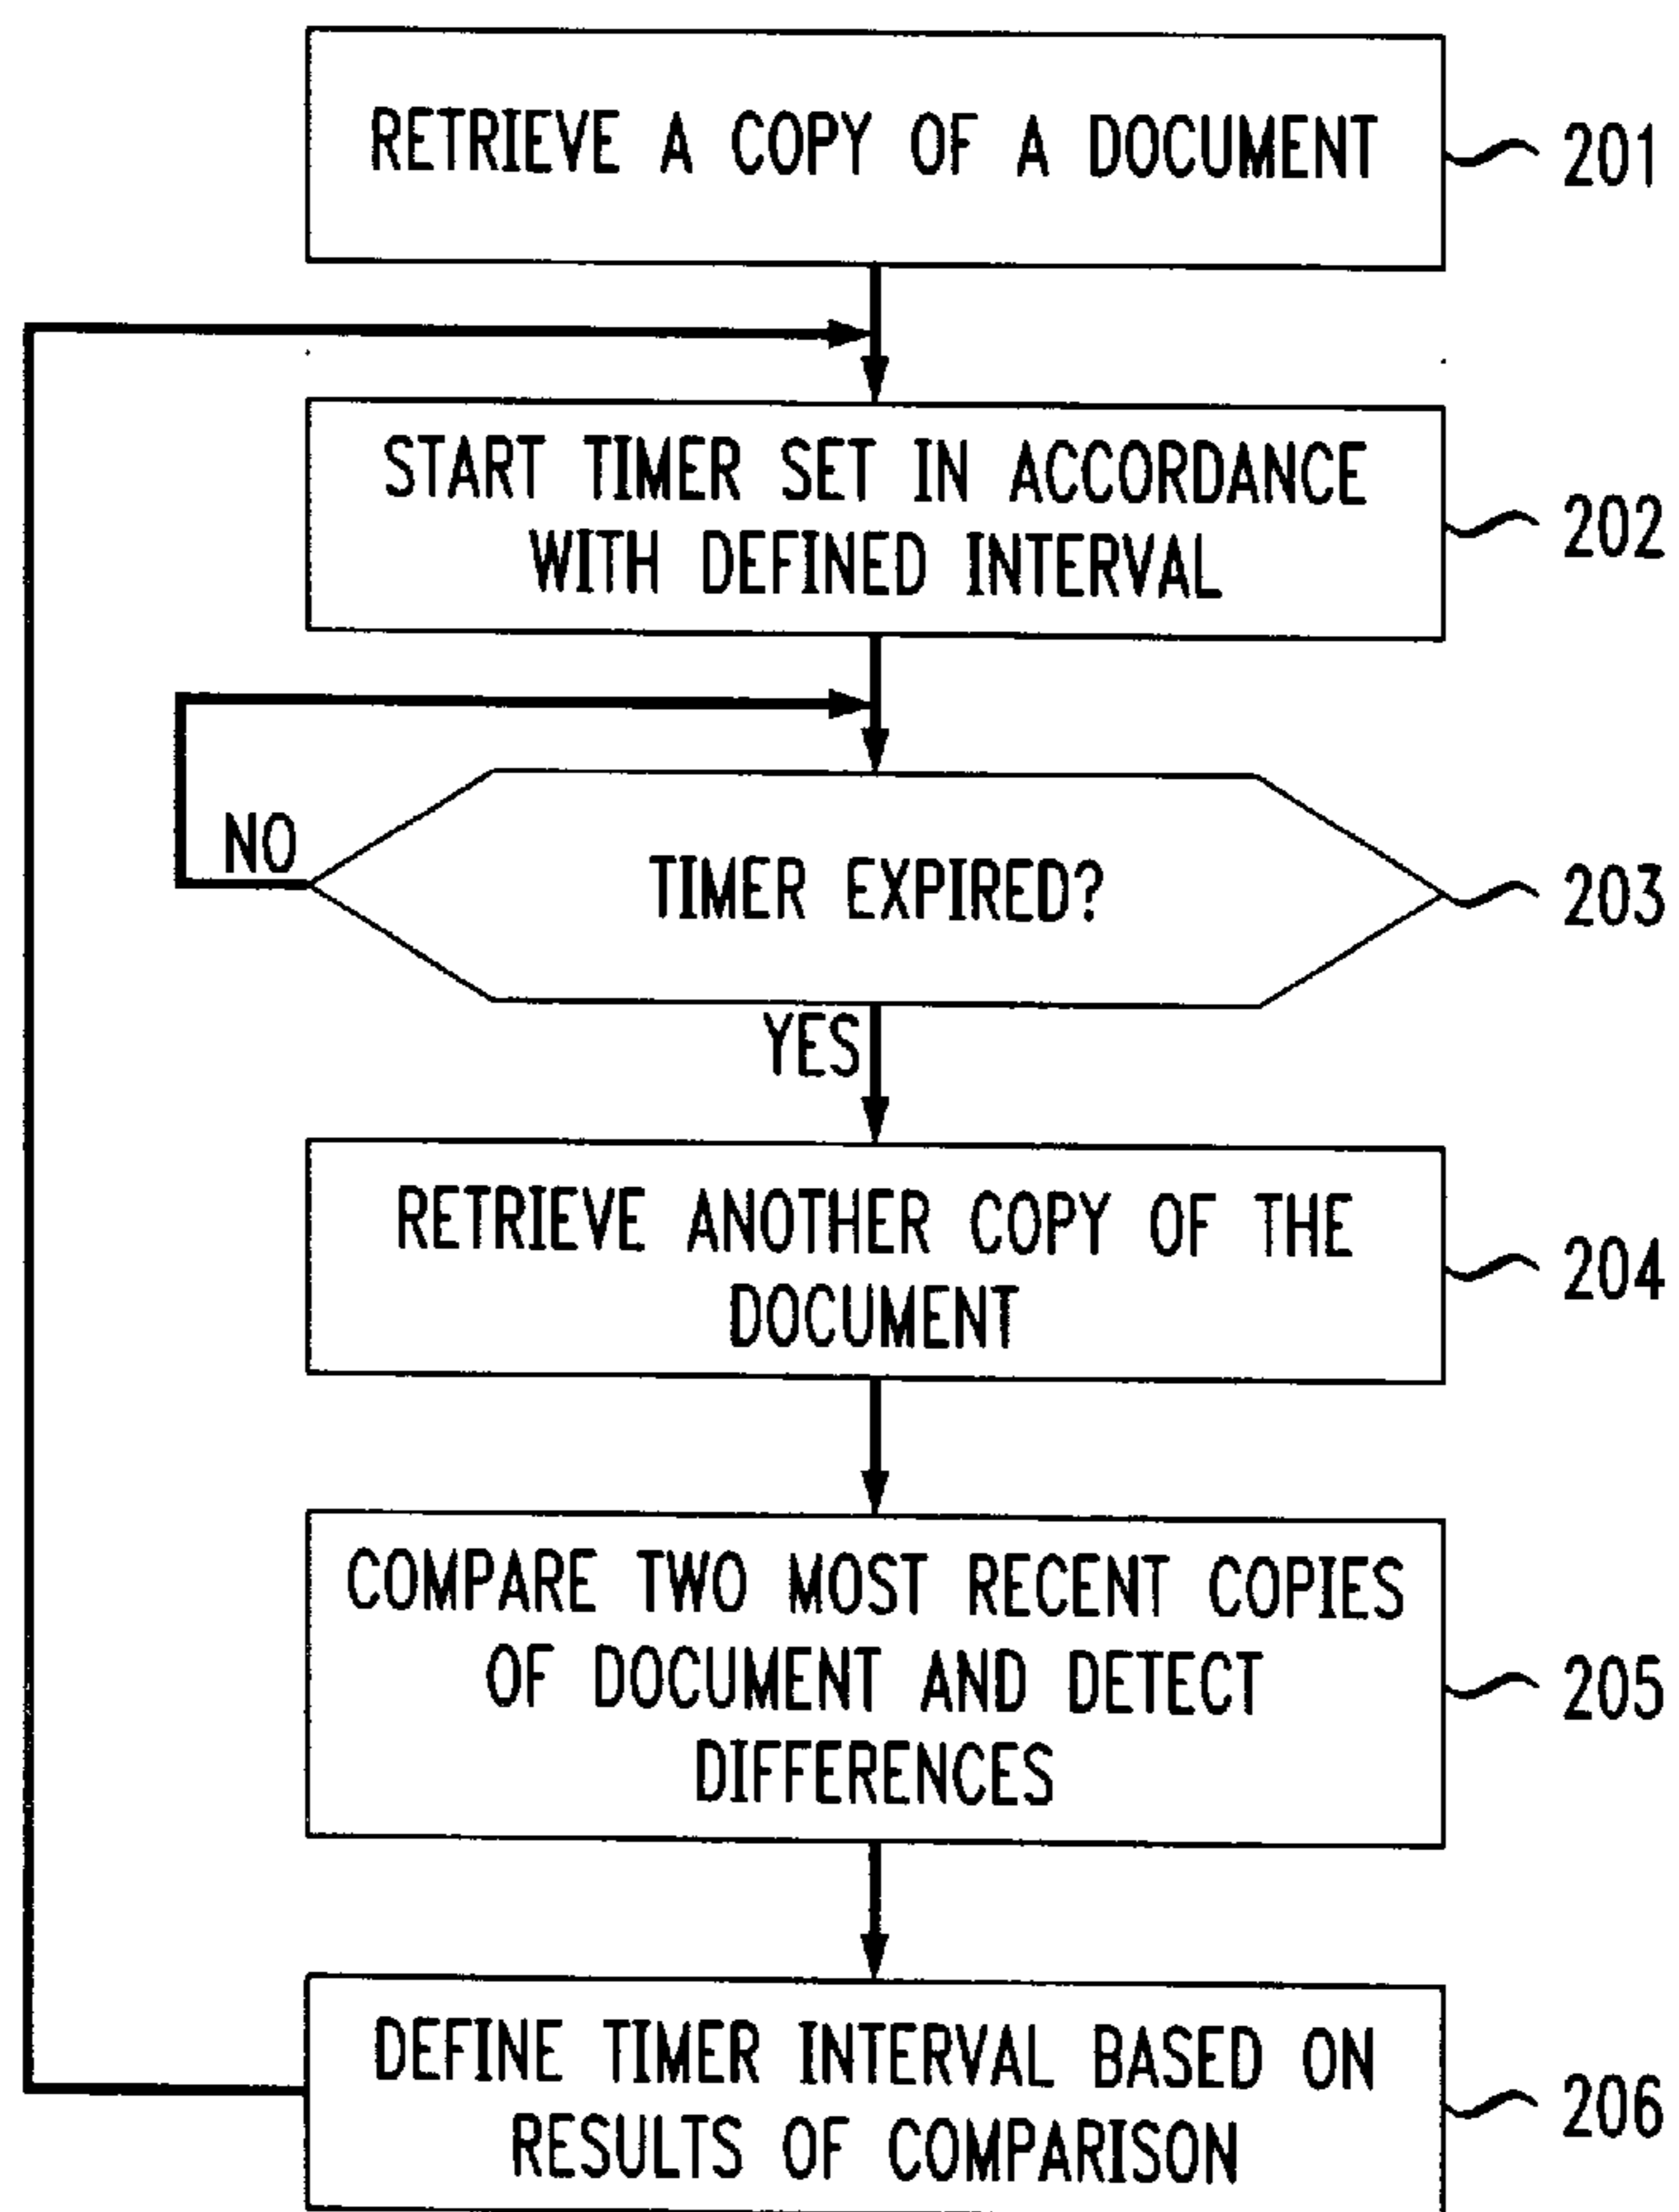 RETRIEVE A COPY OF A DOCUMENT
201
START TIMER SET IN ACCORDANCE
WITH DEFINED INTERVAL
202
NO
TIMER EXPIRED?
203
YES
RETRIEVE ANOTHER COPY OF THE
DOCUMENT
204
COMPARE TWO MOST RECENT COPIES
OF DOCUMENT AND DETECT
DIFFERENCES
205
DEFINE TIMER INTERVAL BASED ON
RESULTS OF COMPARISON
206